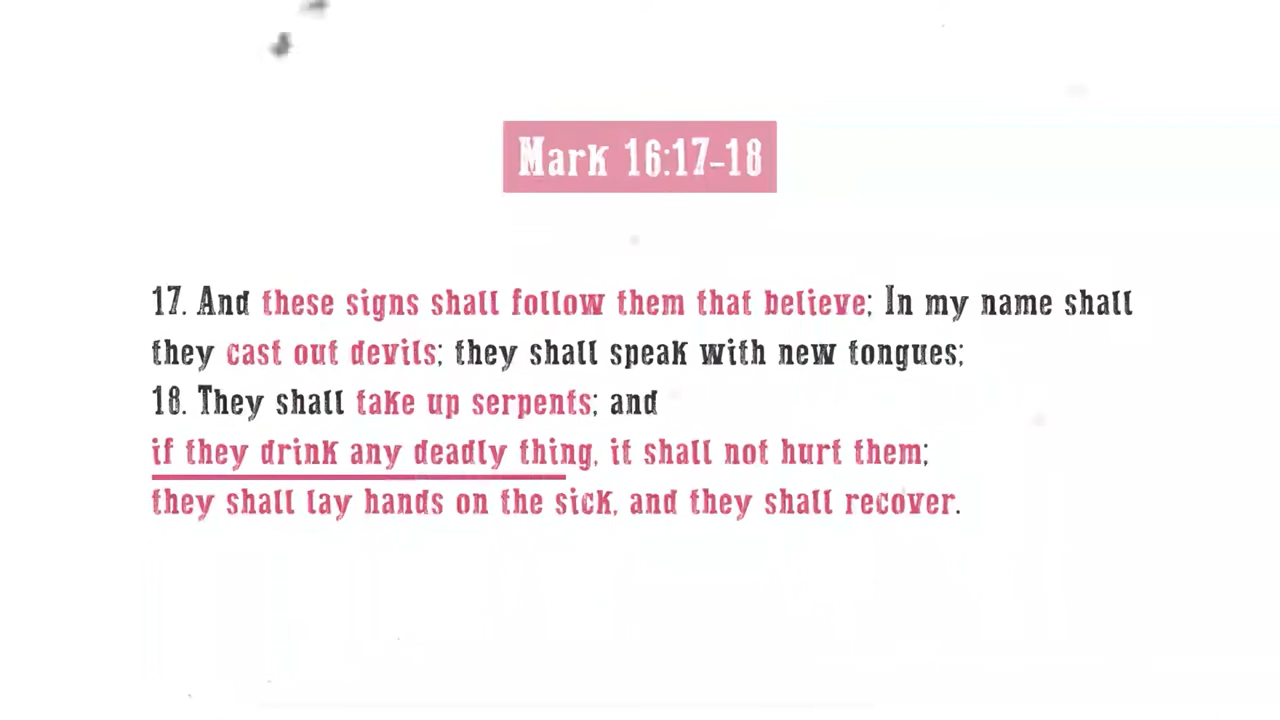 Mark 16:17-18
17. And these signs shall follow them that believe; In my name shall
they cast out devils; they shall speak with new tongues;
18. They shall take up serpents; and
if they drink any deadly thing, it shall not hurt them;
they shall lay hands on the sick, and they shall recover.